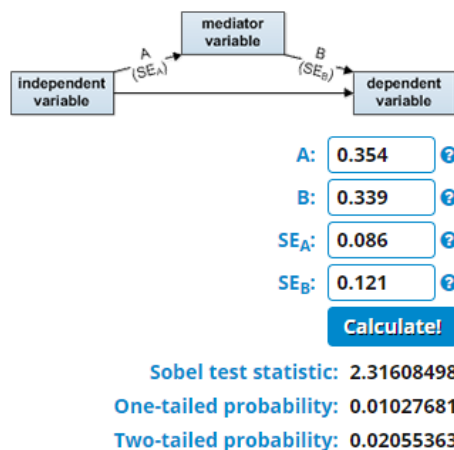 mediator
variable
A
(SEA)
B
(SEB)
independent
variable
dependent
variable
A: 0.354 ?
B: 0.339 ?
SEA: 0.086 ?
SEB: 0.121 ?
Calculate!
Sobel test statistic: 2.31608498
One-tailed probability: 0.01027681
Two-tailed probability: 0.02055363